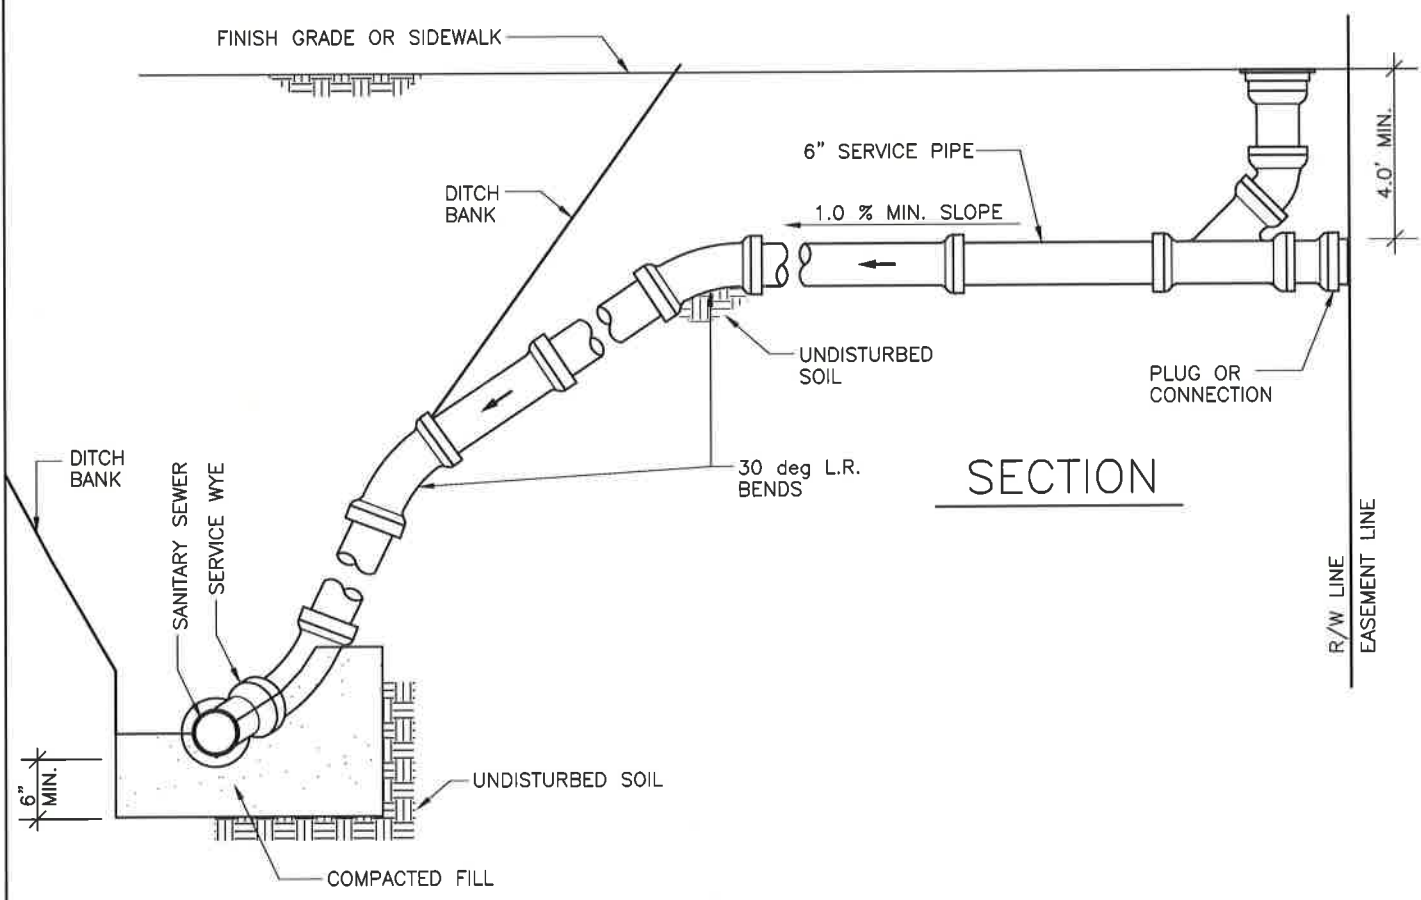 FINISH GRADE OR SIDEWALK
6" SERVICE PIPE
4.0' MIN.
DITCH
BANK
1.0 % MIN. SLOPE
UNDISTURBED
SOIL
PLUG OR
CONNECTION
DITCH
BANK
30 deg L.R.
BENDS
SECTION
SANITARY SEWER
SERVICE WYE
R/W LINE
EASEMENT LINE
6"
MIN.
UNDISTURBED SOIL
COMPACTED FILL